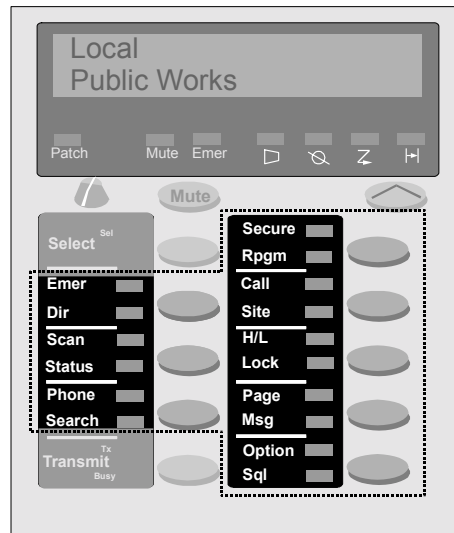 Local
Public Works
Patch Mute Emer
Mute
Select Sel
Secure
Rpgm
Emer
Call
Dir
Site
Scan
H/L
Status
Lock
Phone
Page
Search
Msg
Tx
Transmit
Busy
Option
Sql